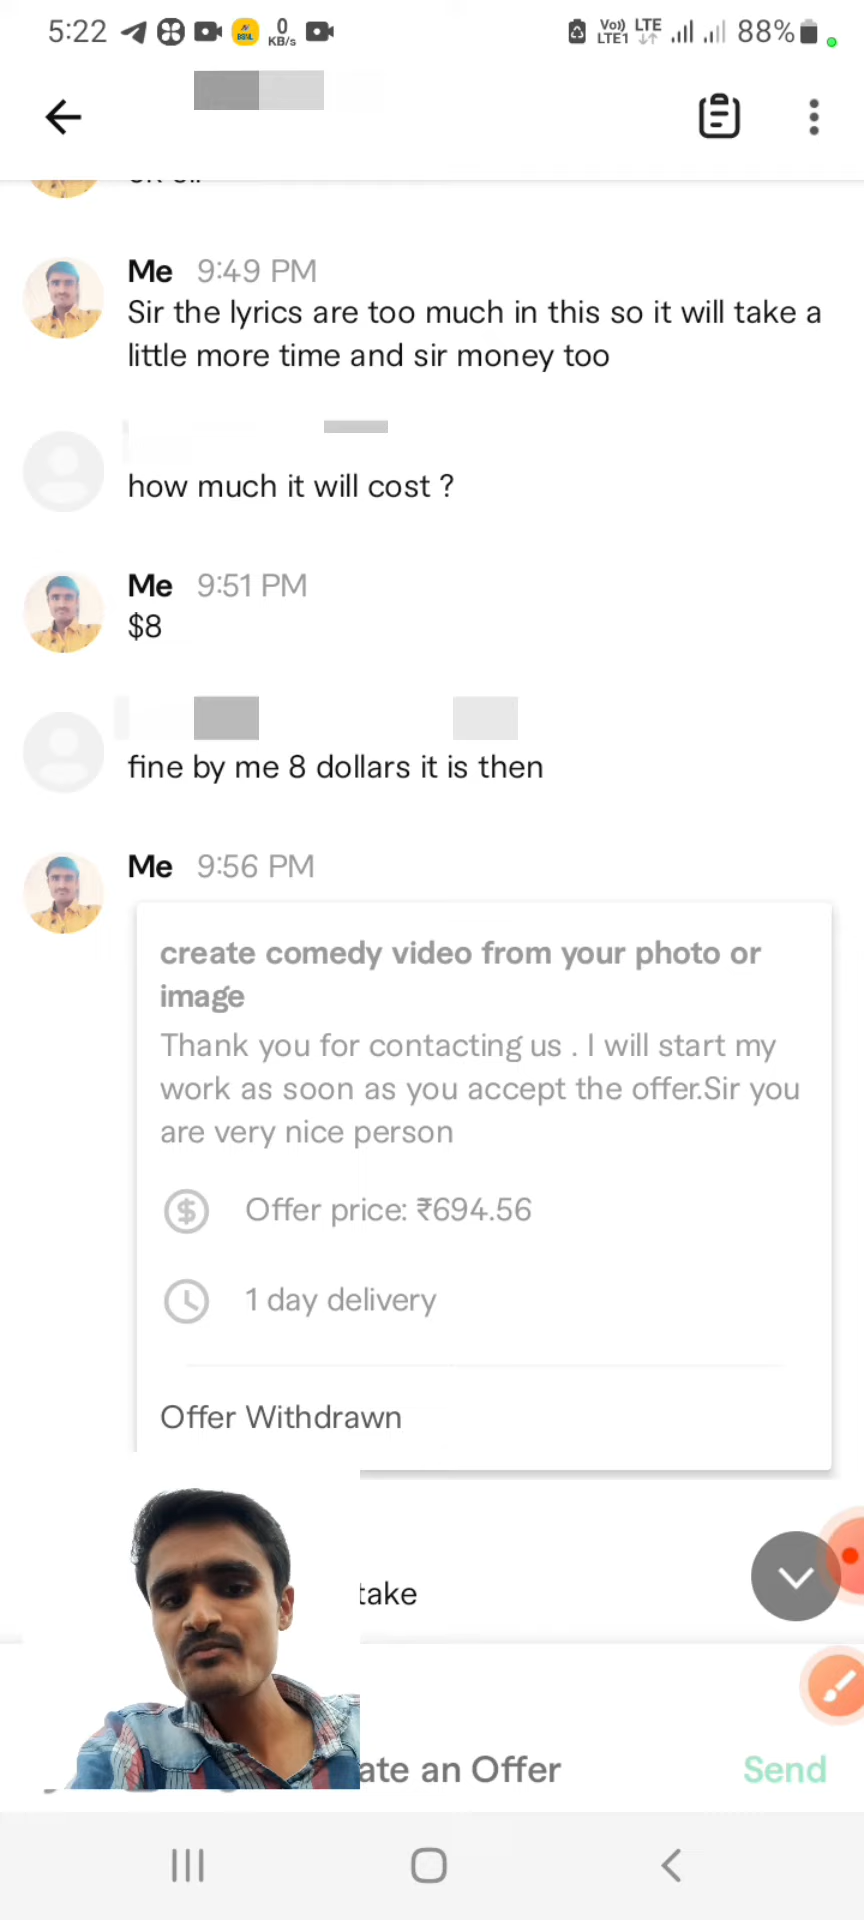 5:22
0
KB/s
Vo))
LTE1
LTE
88%
Me 9:49 PM
Sir the lyrics are too much in this so it will take a
little more time and sir money too
how much it will cost ?
Me 9:51 PM
$8
fine by me 8 dollars it is then
Me 9:56 PM
create comedy video from your photo or
image
Thank you for contacting us . I will start my
work as soon as you accept the offer.Sir you
are very nice person
Offer price: ₹694.56
1 day delivery
Offer Withdrawn
take
ate an Offer
Send